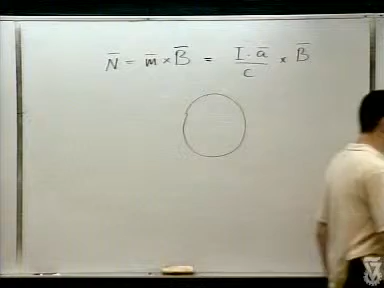 N̄ = m̄ × B̄ = I · ā / c × B̄